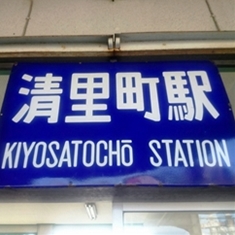 清里町駅
KIYOSATOCHō STATION